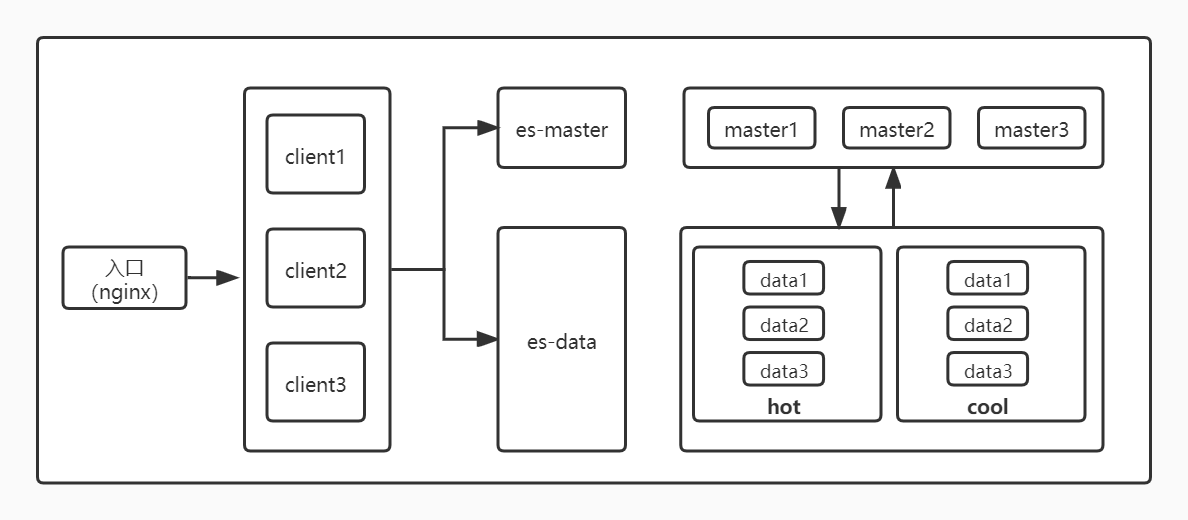 入口
(nginx)
client1
client2
client3
es-master
es-data
master1
master2
master3
data1
data2
data3
hot
data1
data2
data3
cool